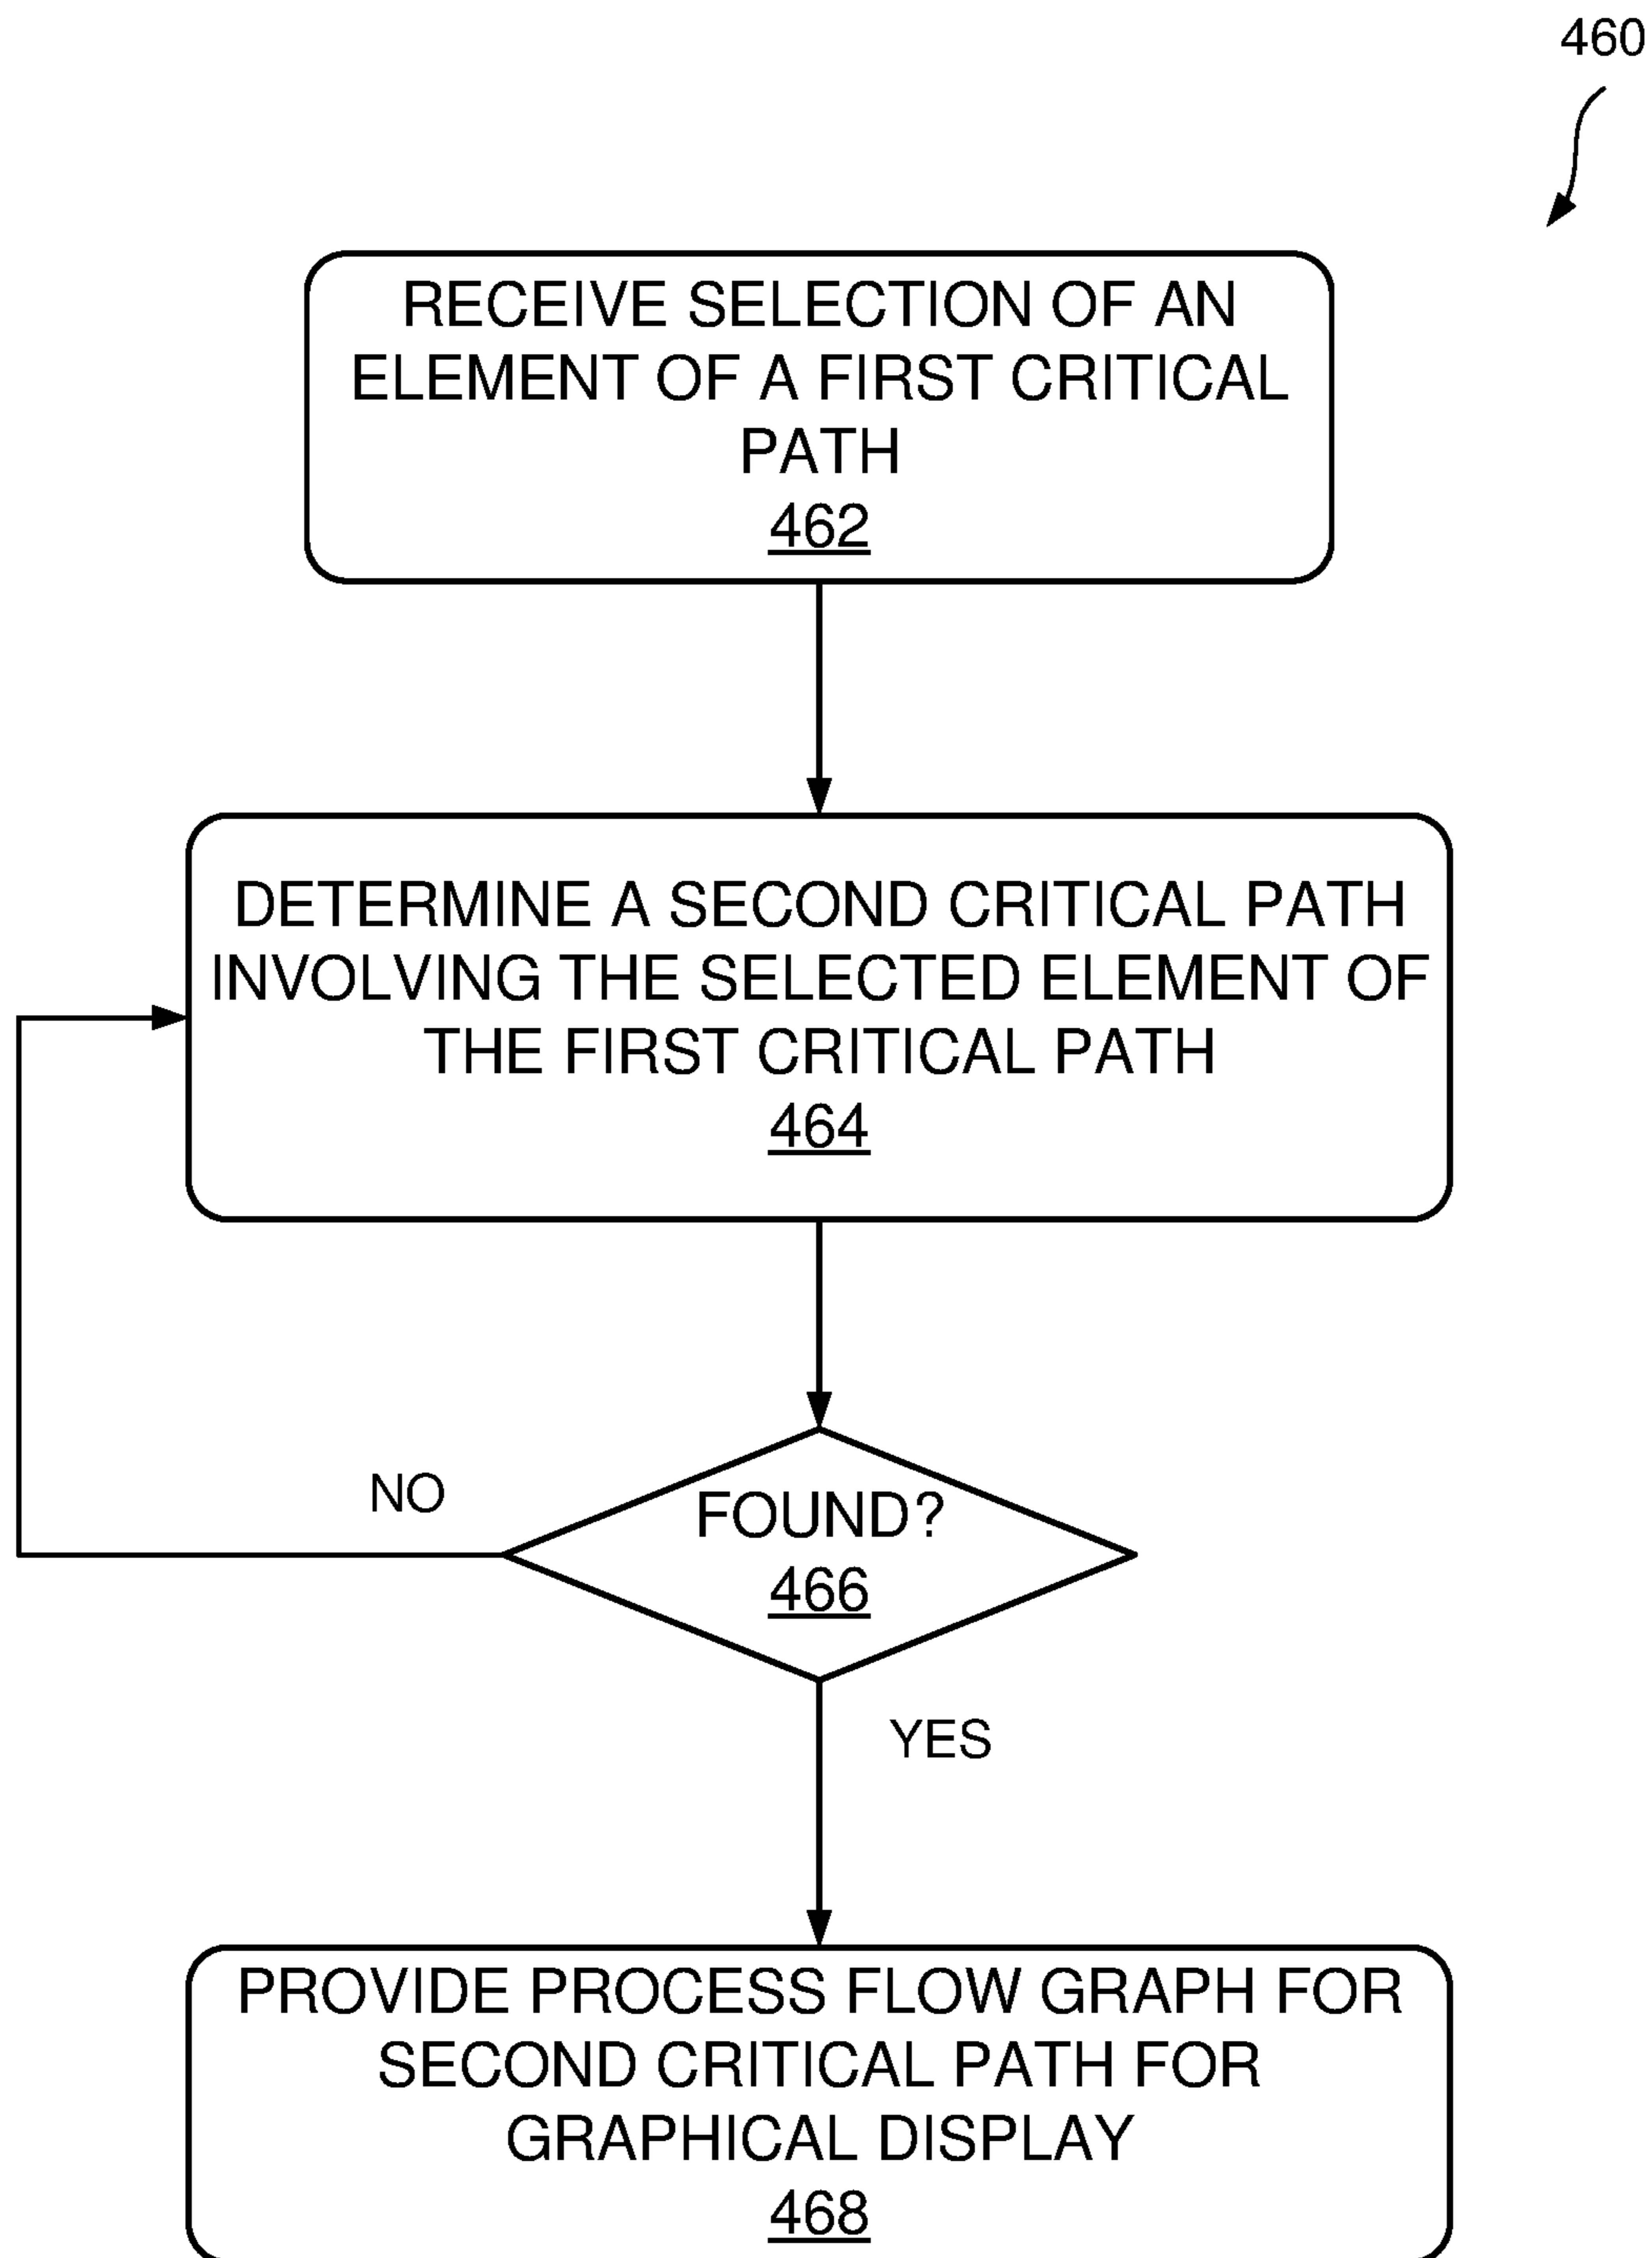 460
RECEIVE SELECTION OF AN
ELEMENT OF A FIRST CRITICAL
PATH
462
DETERMINE A SECOND CRITICAL PATH
INVOLVING THE SELECTED ELEMENT OF
THE FIRST CRITICAL PATH
464
NO
FOUND?
466
YES
PROVIDE PROCESS FLOW GRAPH FOR
SECOND CRITICAL PATH FOR
GRAPHICAL DISPLAY
468